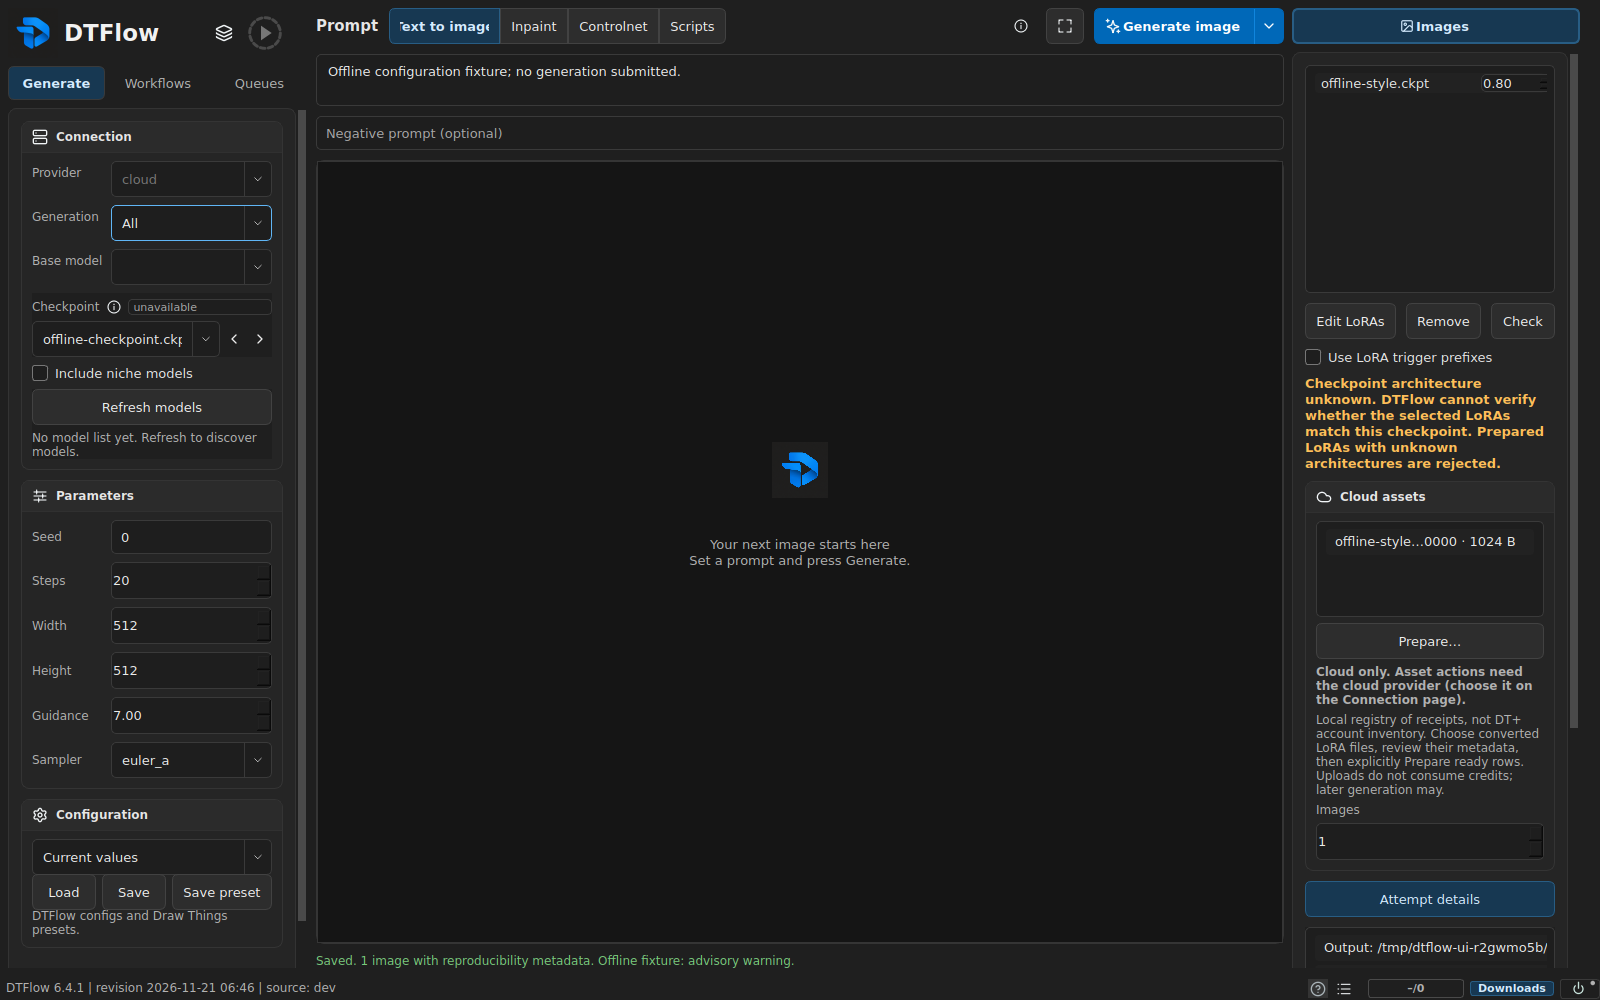 DTFlow
Generate
Workflows
Queues
Connection
Provider
cloud
Generation
All
Base model
Checkpoint
unavailable
offline-checkpoint.ckp
Include niche models
Refresh models
No model list yet. Refresh to discover
models.
Parameters
Seed
0
Steps
20
Width
512
Height
512
Guidance
7.00
Sampler
euler_a
Configuration
Current values
Load
Save
Save preset
DTFlow configs and Draw Things
presets.
Prompt
Text to image
Inpaint
Controlnet
Scripts
Generate image
Offline configuration fixture; no generation submitted.
Negative prompt (optional)
Your next image starts here
Set a prompt and press Generate.
Saved. 1 image with reproducibility metadata. Offline fixture: advisory warning.
Images
offline-style.ckpt
0.80
Edit LoRAs
Remove
Check
Use LoRA trigger prefixes
Checkpoint architecture
unknown. DTFlow cannot verify
whether the selected LoRAs
match this checkpoint. Prepared
LoRAs with unknown
architectures are rejected.
Cloud assets
offline-style...0000 · 1024 B
Prepare...
Cloud only. Asset actions need
the cloud provider (choose it on
the Connection page).
Local registry of receipts, not DT+
account inventory. Choose converted
LoRA files, review their metadata,
then explicitly Prepare ready rows.
Uploads do not consume credits;
later generation may.
Images
1
Attempt details
Output: /tmp/dtflow-ui-r2gwmo5b/
DTFlow 6.4.1 | revision 2026-11-21 06:46 | source: dev
-/0
Downloads